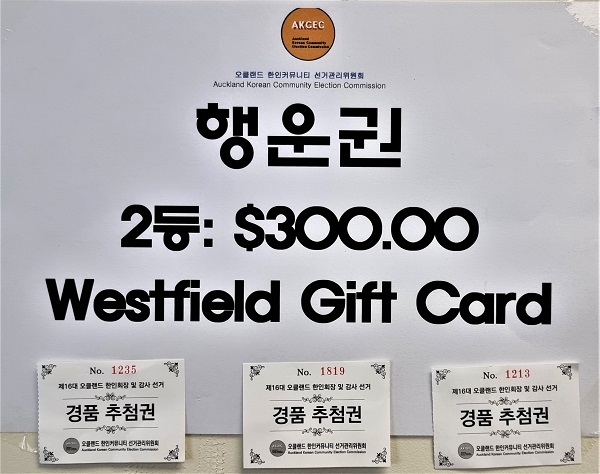 AKCEC
Auckland
Korean Community
Election Commission
오클랜드 한인커뮤니티 선거관리위원회
Auckland Korean Community Election Commission
행운권
2등: $300.00
Westfield Gift Card
No. 1235
제16대 오클랜드 한인회장 및 감사 선거
경품 추첨권
오클랜드 한인커뮤니티 선거관리위원회
Auckland Korean Community Election Commission
No. 1819
제16대 오클랜드 한인회장 및 감사 선거
경품 추첨권
오클랜드 한인커뮤니티 선거관리위원회
Auckland Korean Community Election Commission
No. 1213
제16대 오클랜드 한인회장 및 감사 선거
경품 추첨권
오클랜드 한인커뮤니티 선거관리위원회
Auckland Korean Community Election Commission